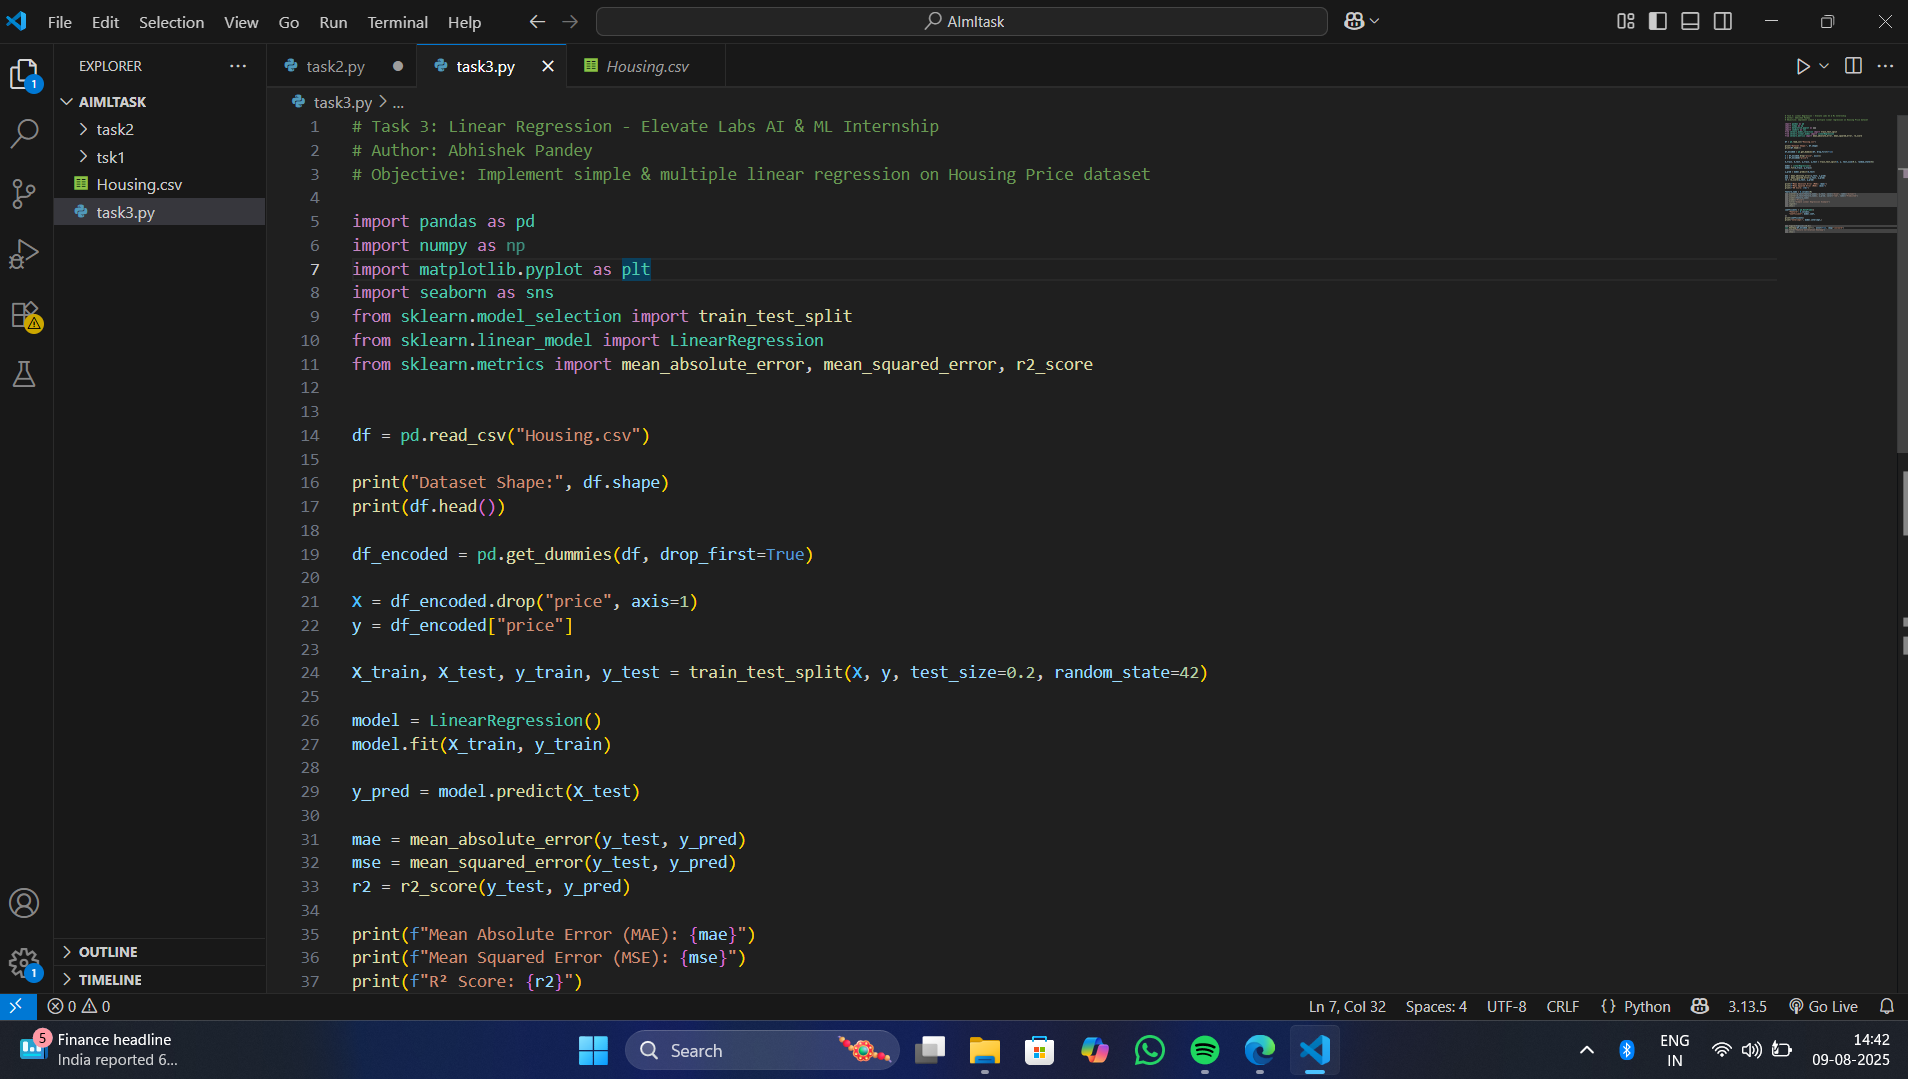 File Edit Selection View Go Run Terminal Help
AImltask
EXPLORER
AIMLTASK
task2
tsk1
Housing.csv
task3.py
OUTLINE
TIMELINE
task2.py
task3.py
Housing.csv
task3.py > ...
1 # Task 3: Linear Regression - Elevate Labs AI & ML Internship
2 # Author: Abhishek Pandey
3 # Objective: Implement simple & multiple linear regression on Housing Price dataset
4
5 import pandas as pd
6 import numpy as np
7 import matplotlib.pyplot as plt
8 import seaborn as sns
9 from sklearn.model_selection import train_test_split
10 from sklearn.linear_model import LinearRegression
11 from sklearn.metrics import mean_absolute_error, mean_squared_error, r2_score
12
13
14 df = pd.read_csv("Housing.csv")
15
16 print("Dataset Shape:", df.shape)
17 print(df.head())
18
19 df_encoded = pd.get_dummies(df, drop_first=True)
20
21 X = df_encoded.drop("price", axis=1)
22 y = df_encoded["price"]
23
24 X_train, X_test, y_train, y_test = train_test_split(X, y, test_size=0.2, random_state=42)
25
26 model = LinearRegression()
27 model.fit(X_train, y_train)
28
29 y_pred = model.predict(X_test)
30
31 mae = mean_absolute_error(y_test, y_pred)
32 mse = mean_squared_error(y_test, y_pred)
33 r2 = r2_score(y_test, y_pred)
34
35 print(f"Mean Absolute Error (MAE): {mae}")
36 print(f"Mean Squared Error (MSE): {mse}")
37 print(f"R² Score: {r2}")
1
1
0 0
Ln 7, Col 32 Spaces: 4 UTF-8 CRLF {} Python 3.13.5 Go Live
5
Finance headline
India reported 6...
Search
ENG
IN
14:42
09-08-2025